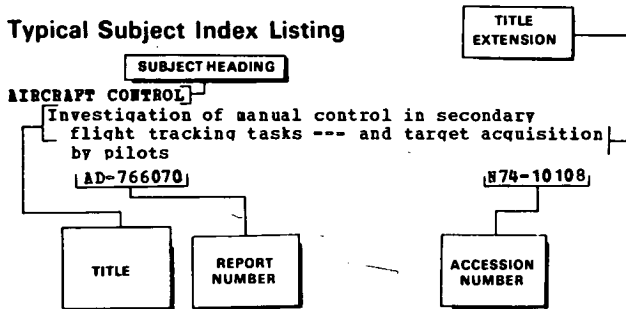 Typical Subject Index Listing
TITLE
EXTENSION
SUBJECT HEADING
AIRCRAFT CONTROL
Investigation of manual control in secondary
flight tracking tasks --- and target acquisition
by pilots
AD-766070
N74-10108
TITLE
REPORT
NUMBER
ACCESSION
NUMBER